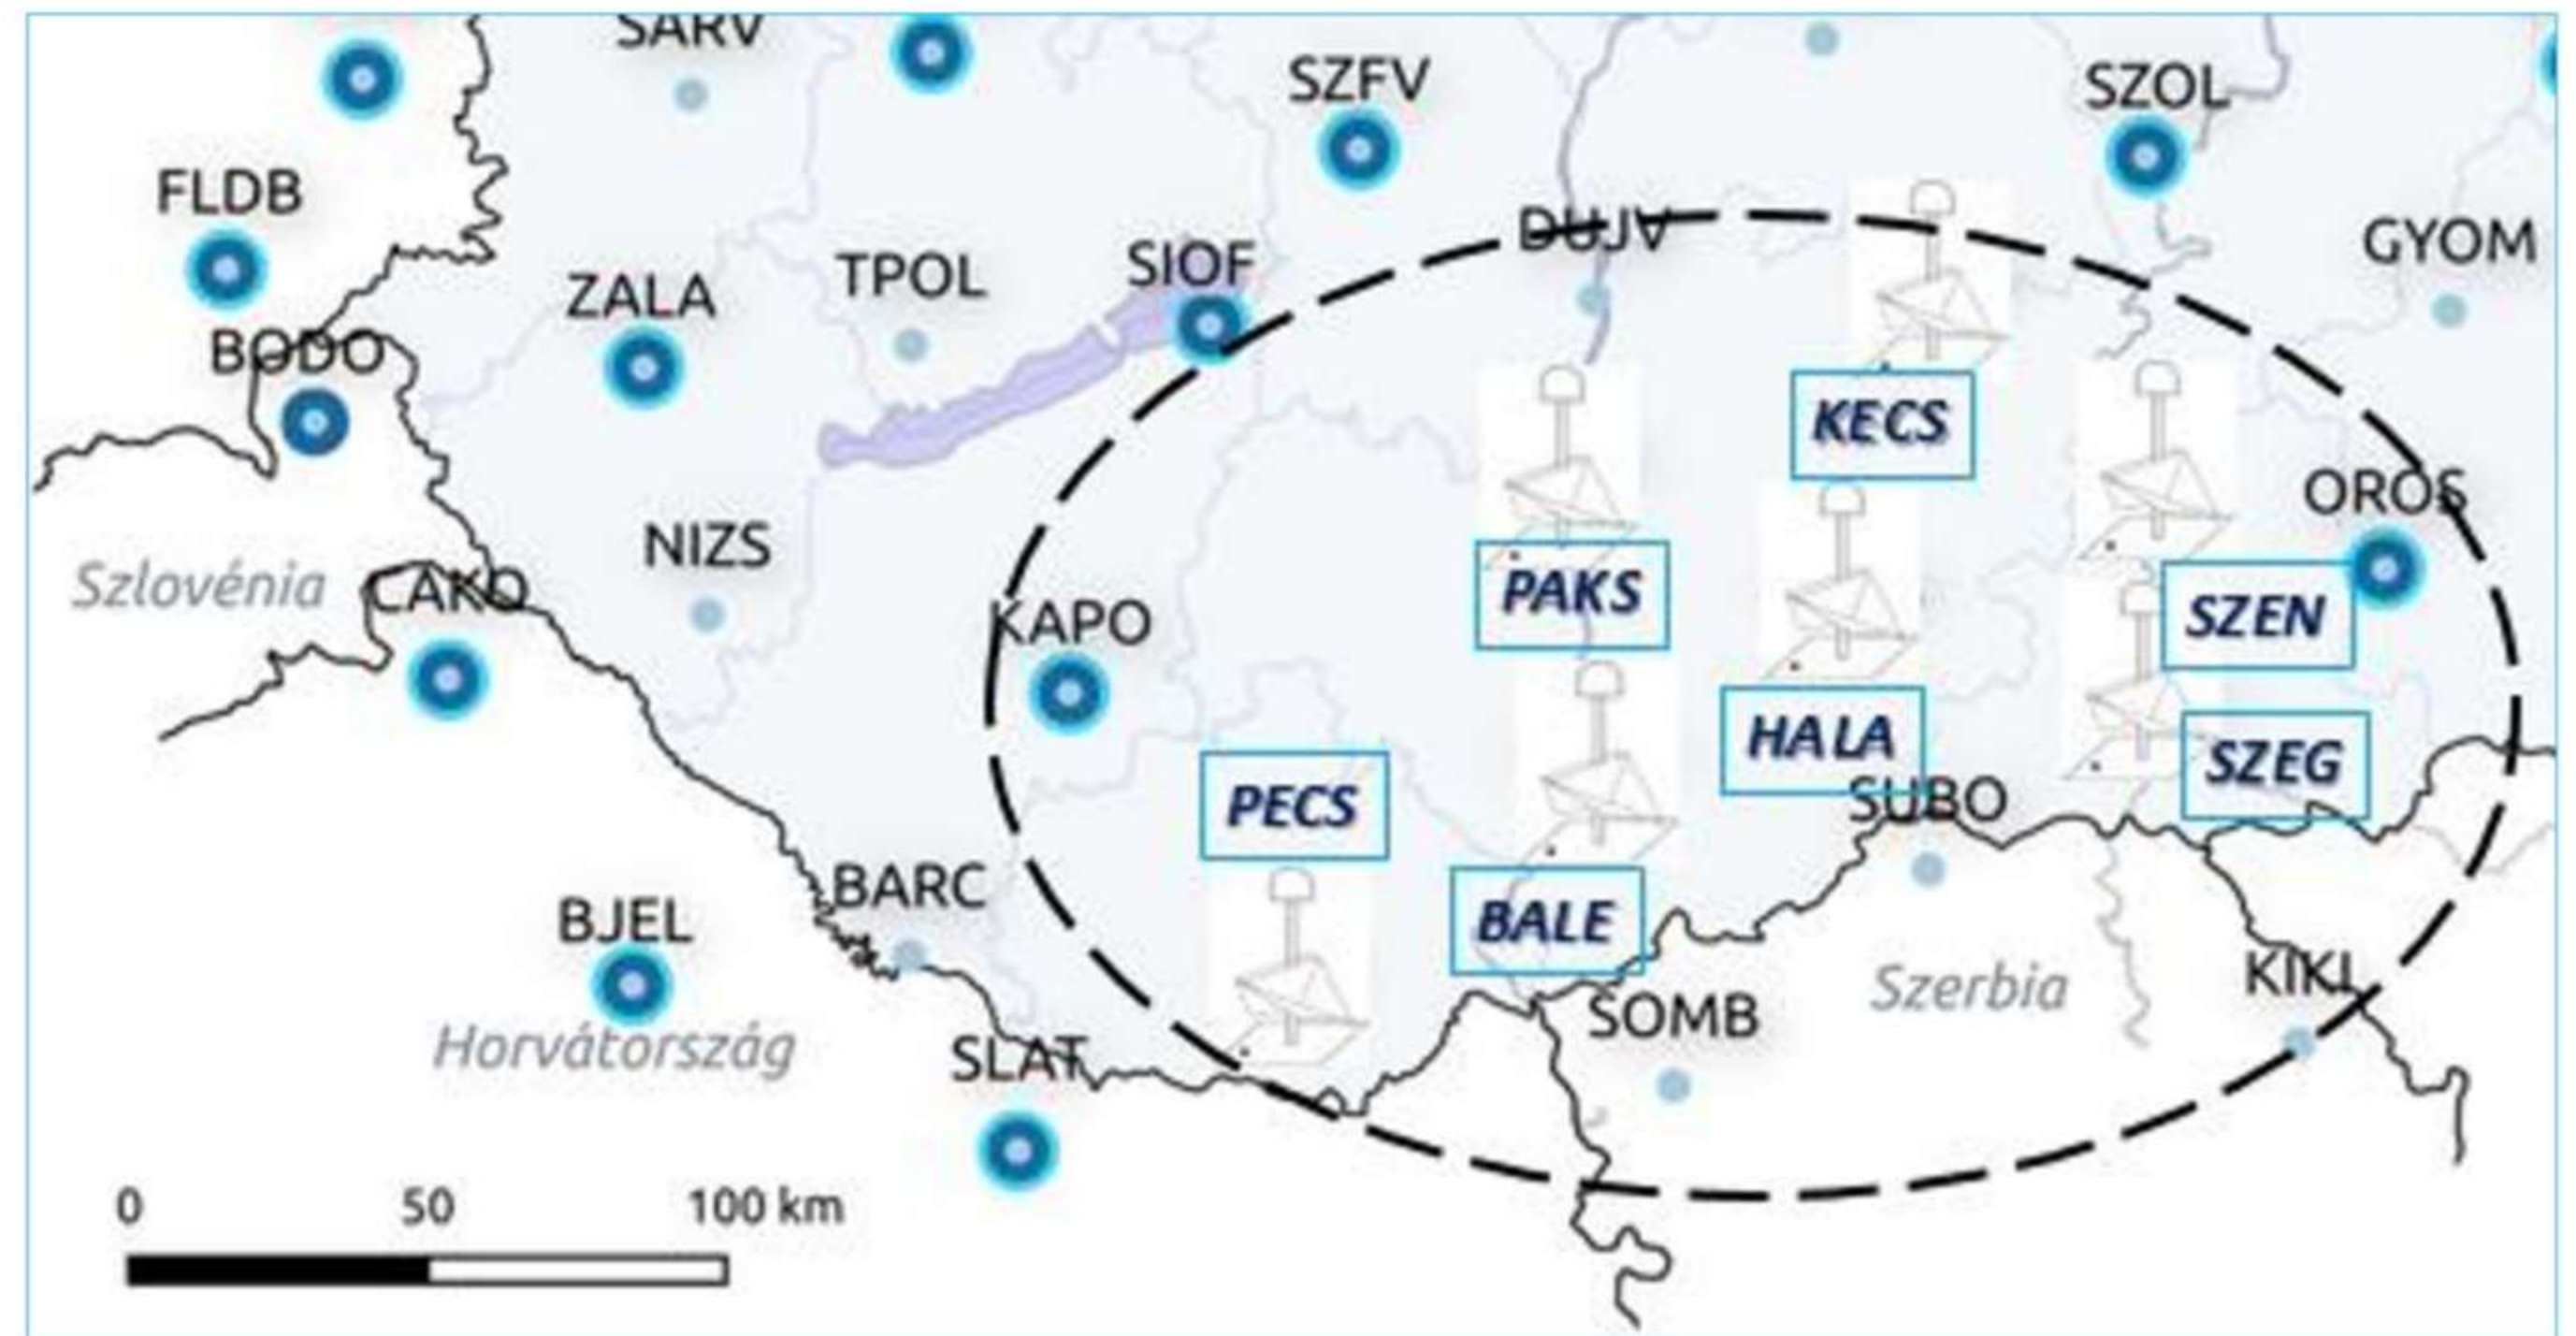 SARV
SZFV
SZOL
FLDB
DUJV
GYOM
SIOF
TPOL
ZALA
BODO
KECS
OROS
NIZS
Szlovénia
CAKO
PAKS
SZEN
KAPO
HALA
SZEG
PECS
SUBO
BARC
BJEL
BALE
KIKI
Szerbia
SOMB
Horvátország
SLAT
0 50 100 km